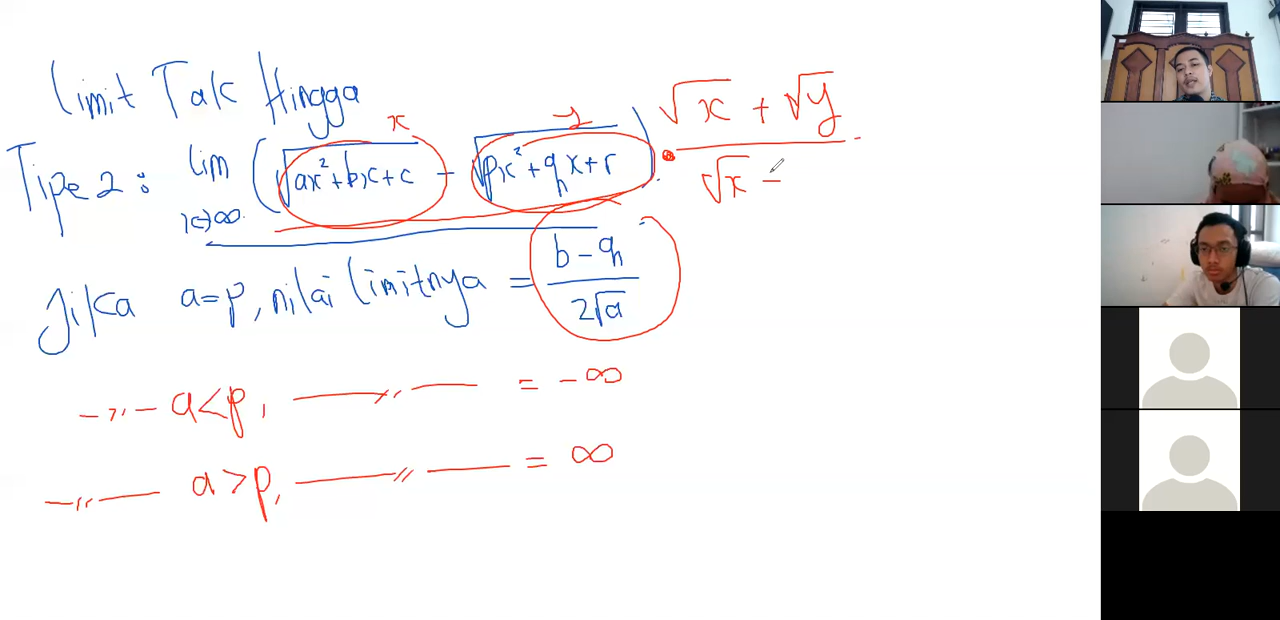 Limit Tak Hingga
Tipe 2: lim x→∞ (√(ax²+bx+c) - √(px²+qx+r)) . (√x + √y)/(√x -
x y
Jika a=p, nilai limitnya = (b-q)/(2√a)
-〃- a<p, —〃— = -∞
-〃- a>p, —〃— = ∞